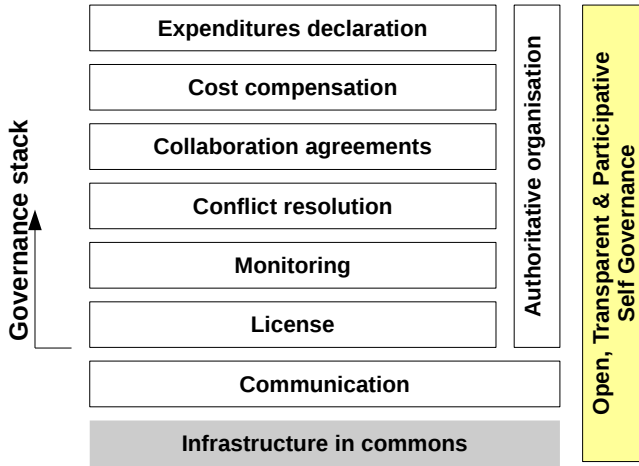 Expenditures declaration
Cost compensation
Collaboration agreements
Conflict resolution
Monitoring
License
Communication
Infrastructure in commons
Governance stack
Authoritative organisation
Open, Transparent & Participative
Self Governance